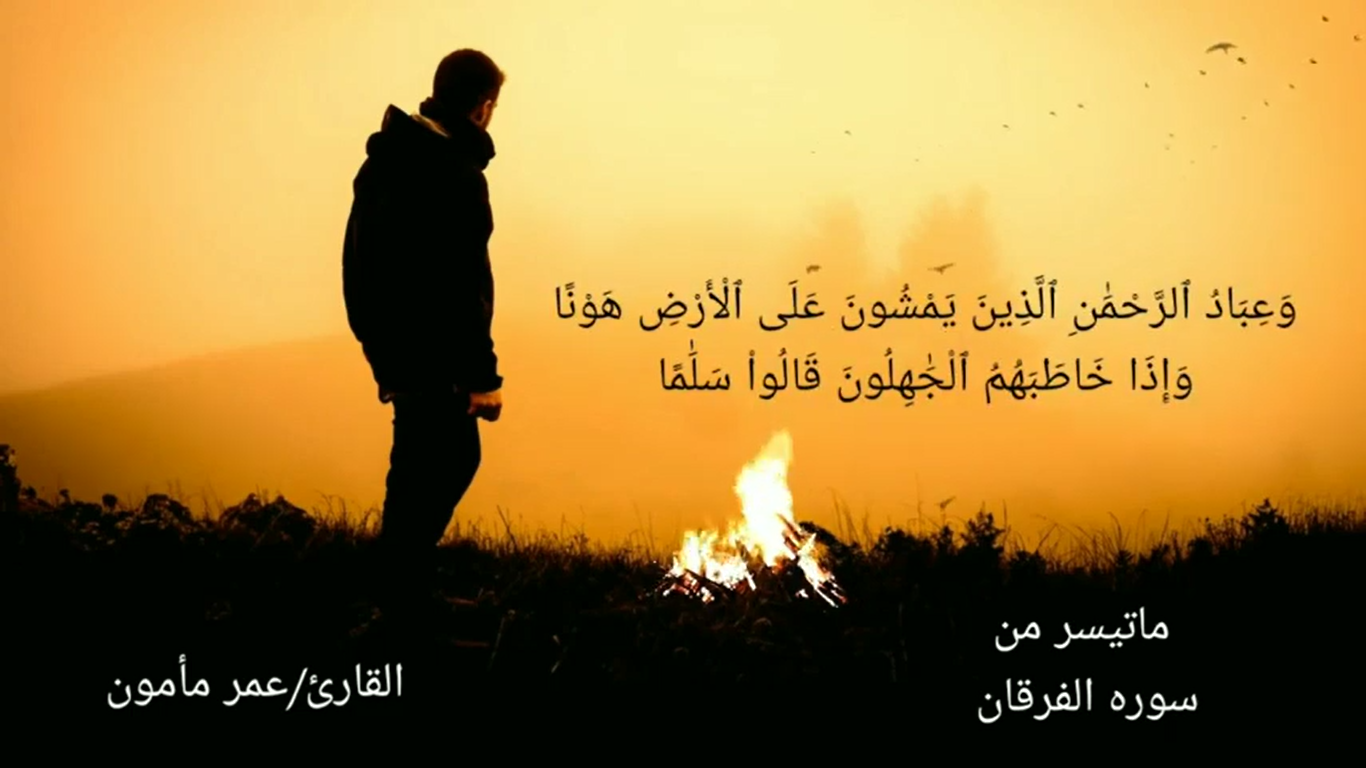 وَعِبَادُ ٱلرَّحْمَٰنِ ٱلَّذِينَ يَمْشُونَ عَلَى ٱلْأَرْضِ هَوْنًا
وَإِذَا خَاطَبَهُمُ ٱلْجَٰهِلُونَ قَالُوا۟ سَلَٰمًا
ماتيسر من
سوره الفرقان
القارئ/عمر مأمون